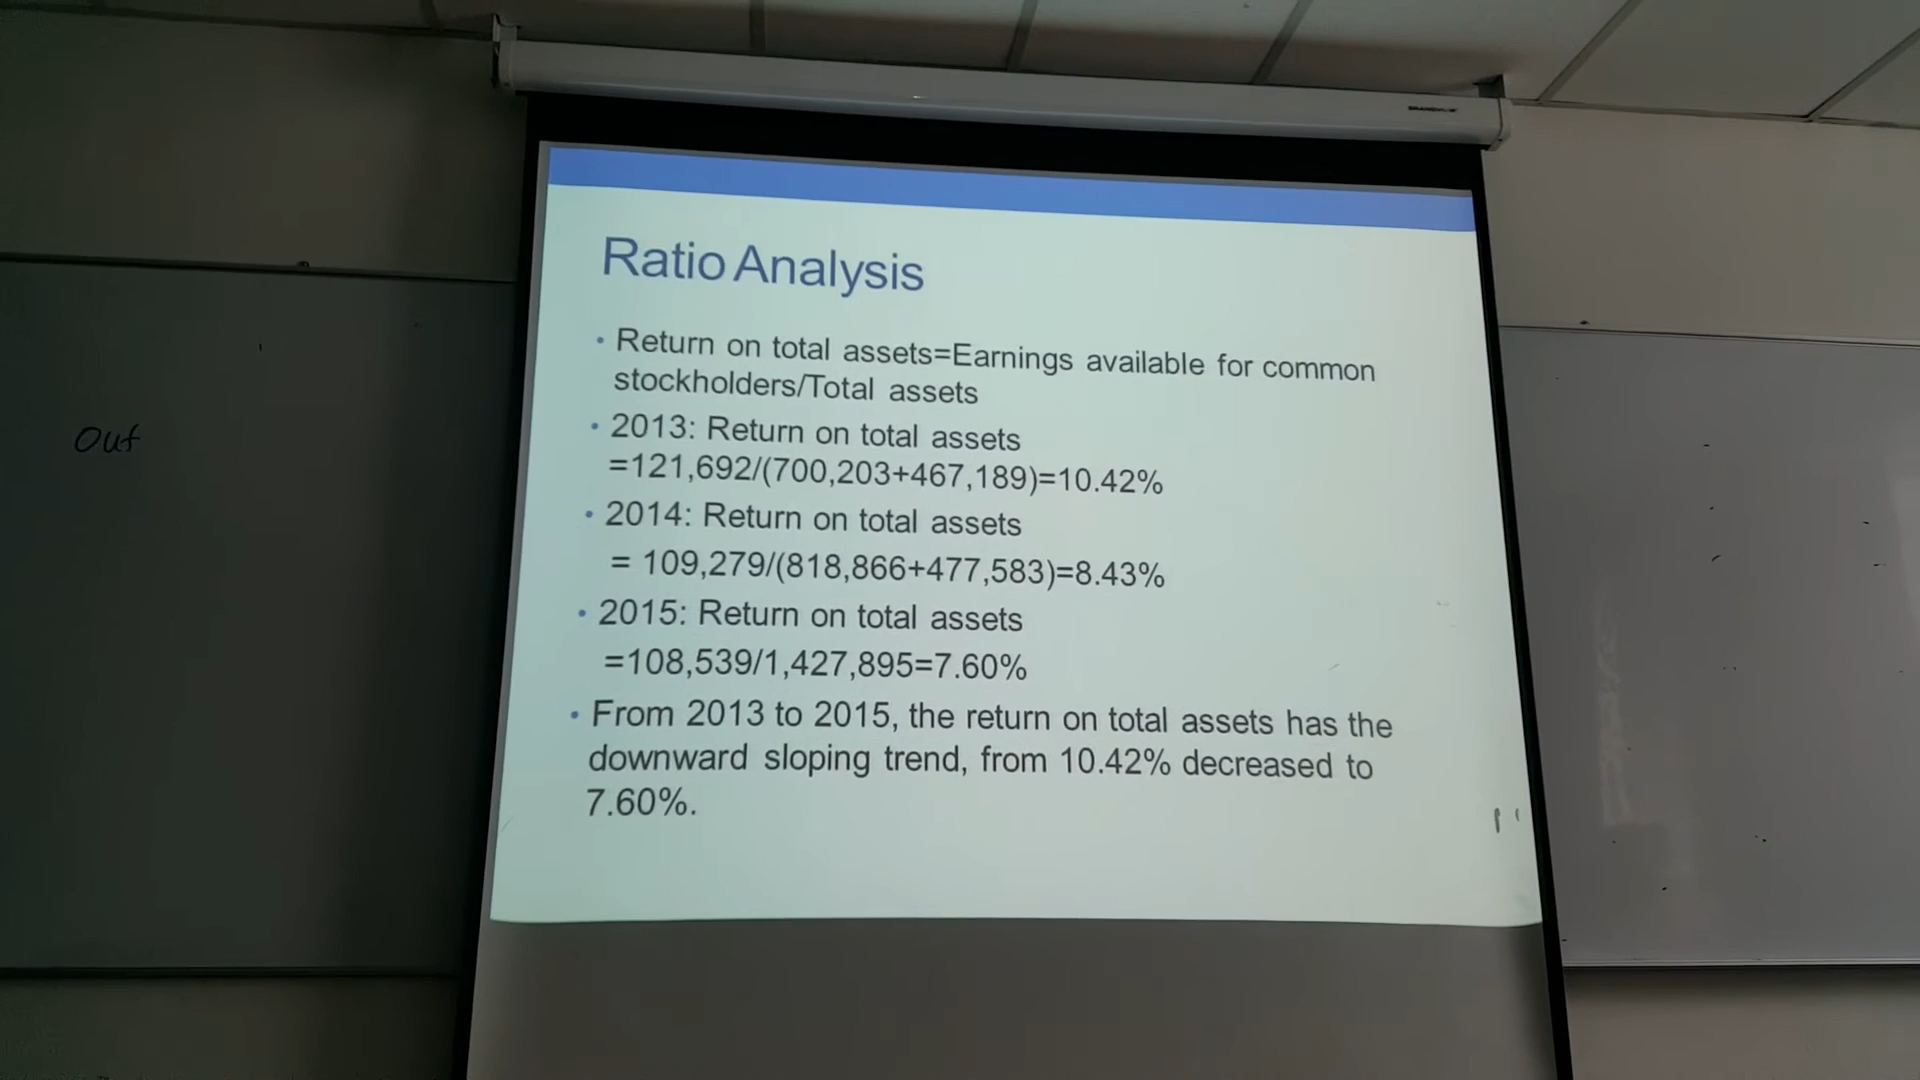 Ratio Analysis
• Return on total assets=Earnings available for common
stockholders/Total assets
• 2013: Return on total assets
=121,692/(700,203+467,189)=10.42%
• 2014: Return on total assets
= 109,279/(818,866+477,583)=8.43%
• 2015: Return on total assets
=108,539/1,427,895=7.60%
• From 2013 to 2015, the return on total assets has the
downward sloping trend, from 10.42% decreased to
7.60%.
Out